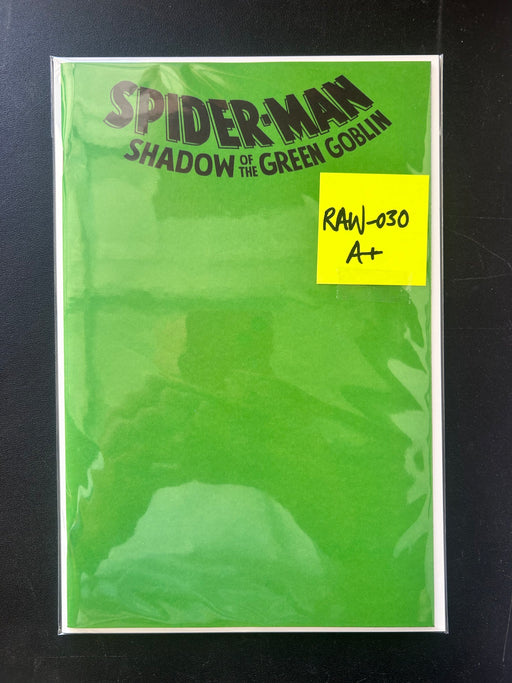 SPIDER-MAN
SHADOW OF THE GREEN GOBLIN
RAW-030
A+